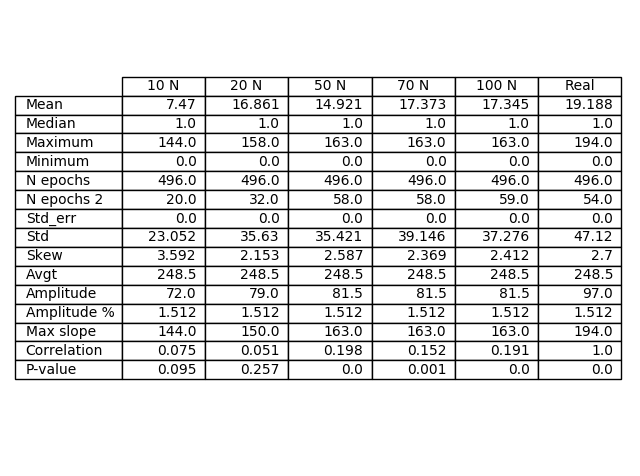 10 N 20 N 50 N 70 N 100 N Real
Mean 7.47 16.861 14.921 17.373 17.345 19.188
Median 1.0 1.0 1.0 1.0 1.0 1.0
Maximum 144.0 158.0 163.0 163.0 163.0 194.0
Minimum 0.0 0.0 0.0 0.0 0.0 0.0
N epochs 496.0 496.0 496.0 496.0 496.0 496.0
N epochs 2 20.0 32.0 58.0 58.0 59.0 54.0
Std_err 0.0 0.0 0.0 0.0 0.0 0.0
Std 23.052 35.63 35.421 39.146 37.276 47.12
Skew 3.592 2.153 2.587 2.369 2.412 2.7
Avgt 248.5 248.5 248.5 248.5 248.5 248.5
Amplitude 72.0 79.0 81.5 81.5 81.5 97.0
Amplitude % 1.512 1.512 1.512 1.512 1.512 1.512
Max slope 144.0 150.0 163.0 163.0 163.0 194.0
Correlation 0.075 0.051 0.198 0.152 0.191 1.0
P-value 0.095 0.257 0.0 0.001 0.0 0.0